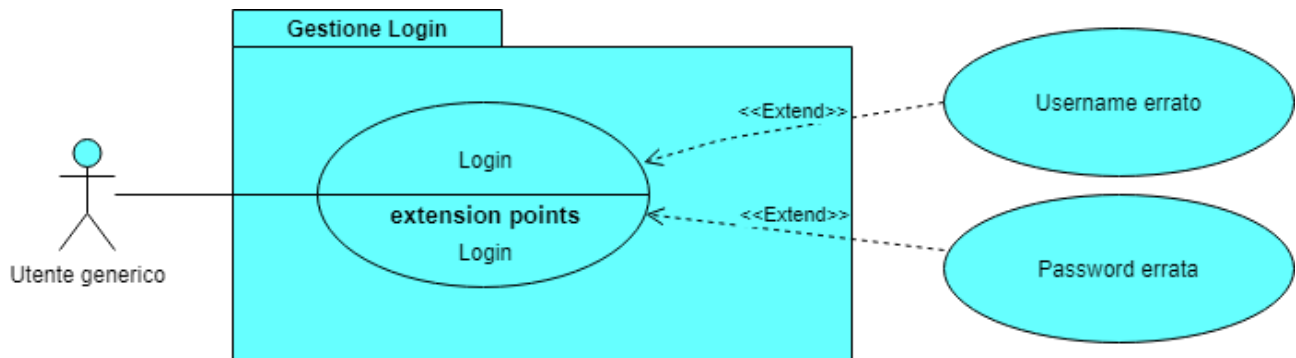 Gestione Login
<<Extend>>
Username errato
Login
extension points
Login
<<Extend>>
Password errata
Utente generico